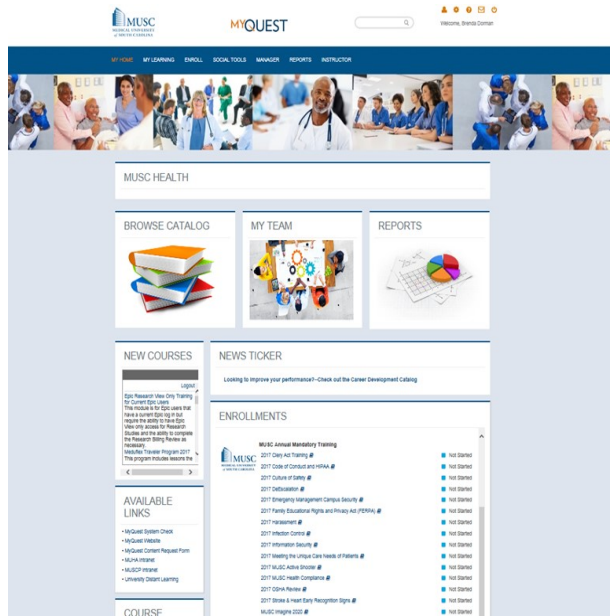 MUSC
MEDICAL UNIVERSITY
of SOUTH CAROLINA
MYQUEST
Welcome, Brenda Dorman
MY HOME MY LEARNING ENROLL SOCIAL TOOLS MANAGER REPORTS INSTRUCTOR
MUSC HEALTH
BROWSE CATALOG
MY TEAM
REPORTS
NEW COURSES
Logout
Epic Research View Only Training
for Current Epic Users
This module is for Epic users that
have a current Epic log in but
require the ability to have Epic
View only access for Research
Studies and the ability to complete
the Research Billing Review as
necessary.
Meduflex Traveler Program 2017
This program includes lessons the
AVAILABLE
LINKS
• MyQuest System Check
• MyQuest Website
• MyQuest Content Request Form
• MUHA Intranet
• MUSCP Intranet
• University Distant Learning
COURSE
NEWS TICKER
Looking to improve your performance?--Check out the Career Development Catalog
ENROLLMENTS
MUSC
MEDICAL UNIVERSITY
of SOUTH CAROLINA
MUSC Annual Mandatory Training
2017 Clery Act Training Not Started
2017 Code of Conduct and HIPAA Not Started
2017 Culture of Safety Not Started
2017 DeEscalation Not Started
2017 Emergency Management Campus Security Not Started
2017 Family Educational Rights and Privacy Act (FERPA) Not Started
2017 Harassment Not Started
2017 Infection Control Not Started
2017 Information Security Not Started
2017 Meeting the Unique Care Needs of Patients Not Started
2017 MUSC Active Shooter Not Started
2017 MUSC Health Compliance Not Started
2017 OSHA Review Not Started
2017 Stroke & Heart Early Recognition Signs Not Started
MUSC Imagine 2020 Not Started